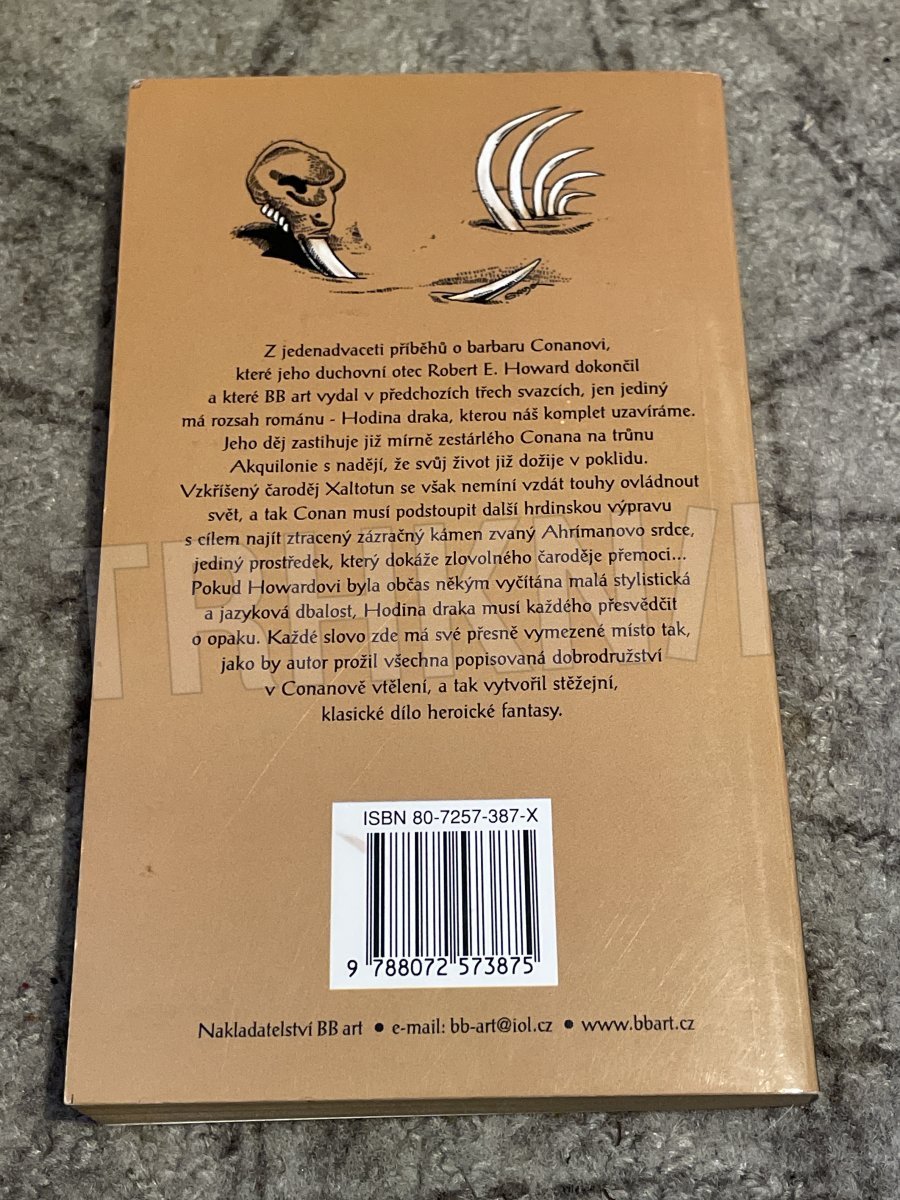 Z jedenadvaceti příběhů o barbaru Conanovi,
které jeho duchovní otec Robert E. Howard dokončil
a které BB art vydal v předchozích třech svazcích, jen jediný
má rozsah románu - Hodina draka, kterou náš komplet uzavíráme.
Jeho děj zastihuje již mírně zestárlého Conana na trůnu
Akquilonie s nadějí, že svůj život již dožije v poklidu.
Vzkříšený čaroděj Xaltotun se však nemíní vzdát touhy ovládnout
svět, a tak Conan musí podstoupit další hrdinskou výpravu
s cílem najít ztracený zázračný kámen zvaný Ahrímanovo srdce,
jediný prostředek, který dokáže zlovolného čaroděje přemoci...
Pokud Howardovi byla občas někým vyčítána malá stylistická
a jazyková dbalost, Hodina draka musí každého přesvědčit
o opaku. Každé slovo zde má své přesně vymezené místo tak,
jako by autor prožil všechna popisovaná dobrodružství
v Conanově vtělení, a tak vytvořil stěžejní,
klasické dílo heroické fantasy.
ISBN 80-7257-387-X
9 788072 573875
Nakladatelství BB art • e-mail: bb-art@iol.cz • www.bbart.cz